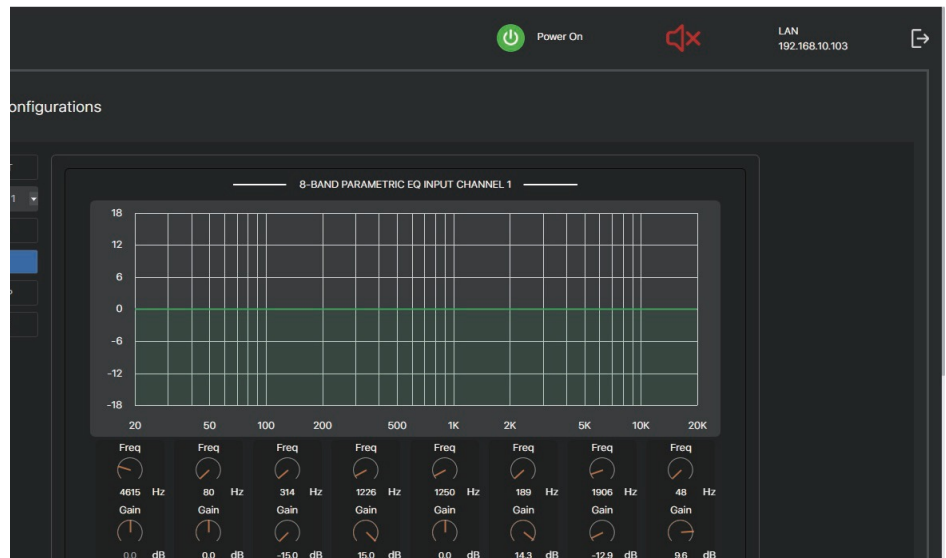 Power On
LAN
192.168.10.103
onfigurations
1
8-BAND PARAMETRIC EQ INPUT CHANNEL 1
18
12
6
0
-6
-12
-18
20 50 100 200 500 1K 2K 5K 10K 20K
Freq Freq Freq Freq Freq Freq Freq Freq
4615 Hz 80 Hz 314 Hz 1226 Hz 1250 Hz 189 Hz 1906 Hz 48 Hz
Gain Gain Gain Gain Gain Gain Gain Gain
0.0 dB 0.0 dB -15.0 dB 15.0 dB 0.0 dB 14.3 dB -12.9 dB 9.6 dB